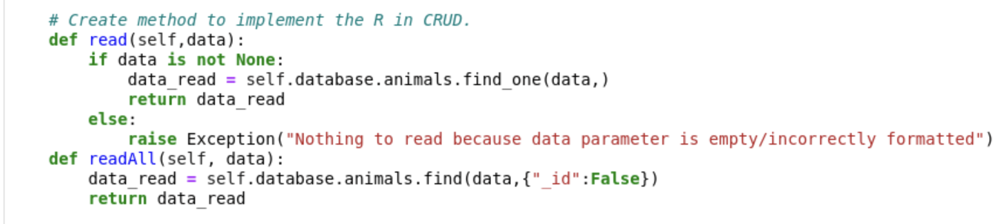 # Create method to implement the R in CRUD.
def read(self,data):
if data is not None:
data_read = self.database.animals.find_one(data,)
return data_read
else:
raise Exception("Nothing to read because data parameter is empty/incorrectly formatted")
def readAll(self, data):
data_read = self.database.animals.find(data,{"_id":False})
return data_read